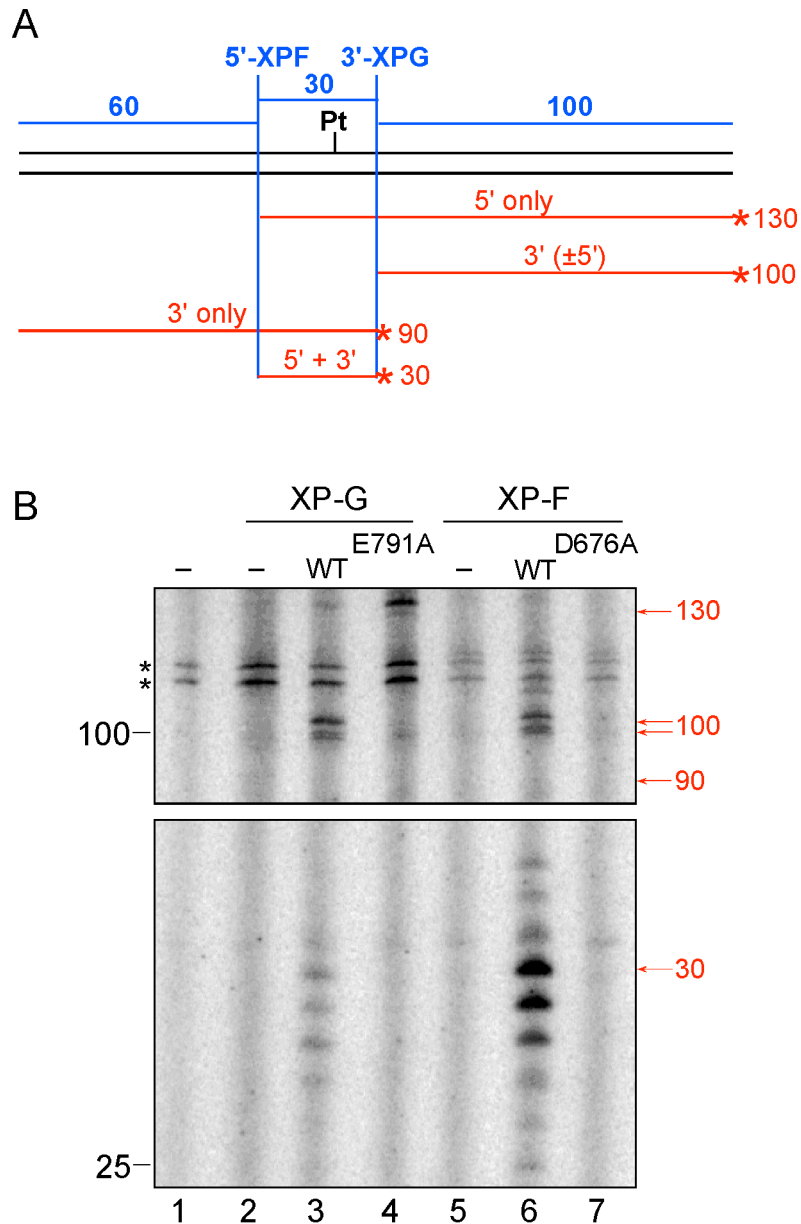 A
5'-XPF 3'-XPG
60 30 100
Pt
5' only *130
3' (±5') *100
3' only *90
5' + 3' *30
B
XP-G XP-F
– – WT E791A – WT D676A
130
*
*
100– 100
90
30
25–
1 2 3 4 5 6 7